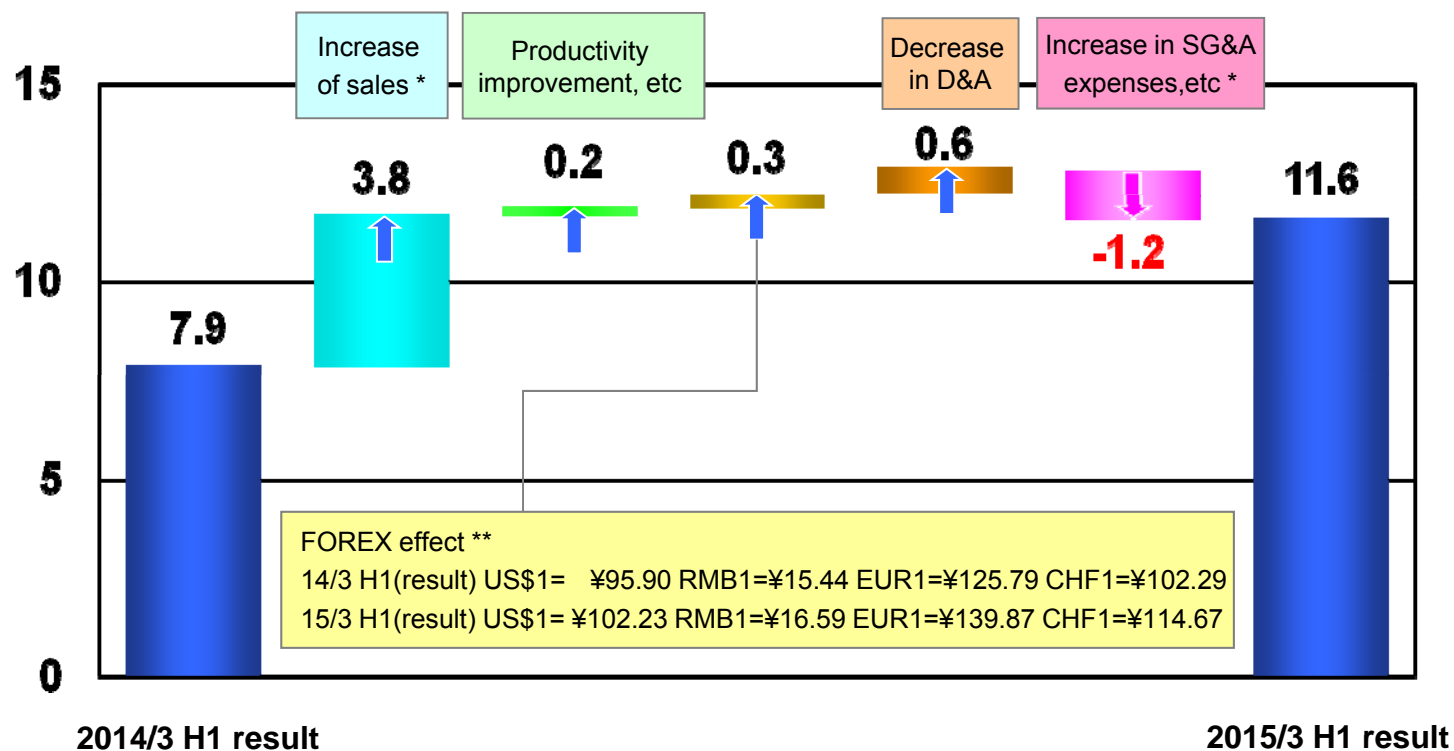 Increase
of sales *
Productivity
improvement, etc
Decrease
in D&A
Increase in SG&A
expenses,etc *
15
10
5
0
7.9
3.8
0.2
0.3
0.6
-1.2
11.6
FOREX effect **
14/3 H1(result) US$1= ¥95.90 RMB1=¥15.44 EUR1=¥125.79 CHF1=¥102.29
15/3 H1(result) US$1= ¥102.23 RMB1=¥16.59 EUR1=¥139.87 CHF1=¥114.67
2014/3 H1 result
2015/3 H1 result